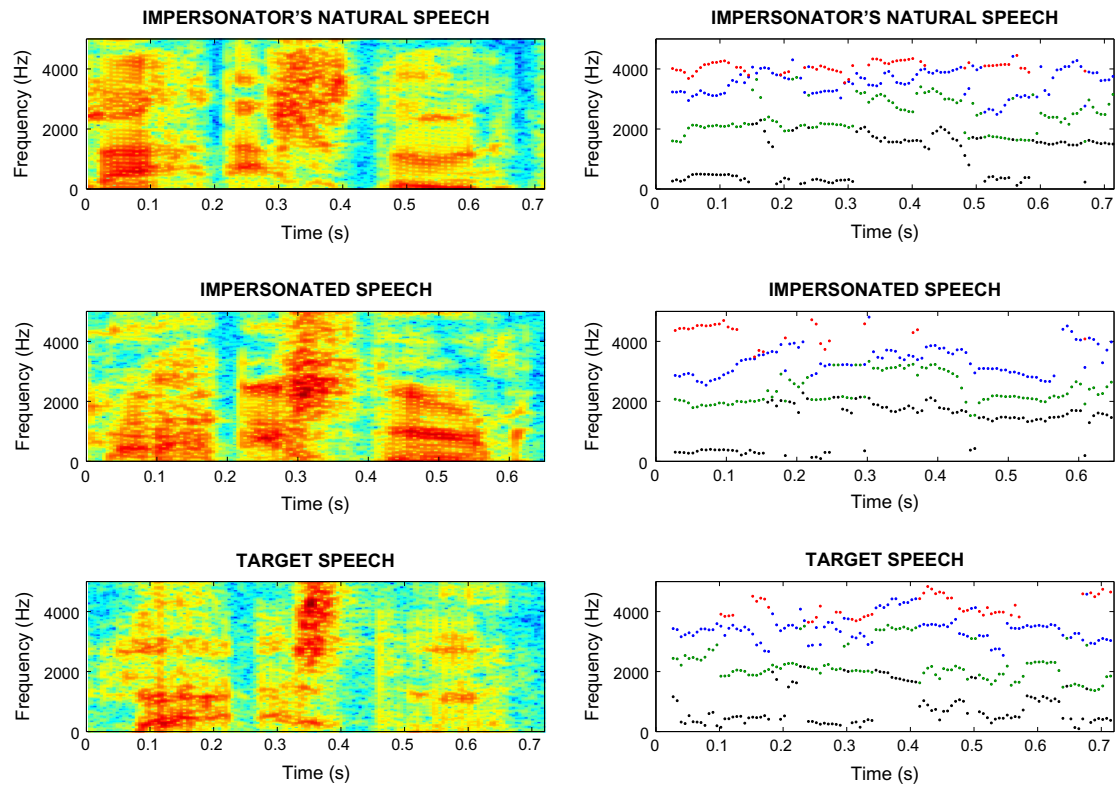 IMPERSONATOR'S NATURAL SPEECH
Frequency (Hz)
4000
2000
0
0 0.1 0.2 0.3 0.4 0.5 0.6 0.7
Time (s)
IMPERSONATOR'S NATURAL SPEECH
Frequency (Hz)
4000
2000
0
0 0.1 0.2 0.3 0.4 0.5 0.6 0.7
Time (s)
IMPERSONATED SPEECH
Frequency (Hz)
4000
2000
0
0 0.1 0.2 0.3 0.4 0.5 0.6
Time (s)
IMPERSONATED SPEECH
Frequency (Hz)
4000
2000
0
0 0.1 0.2 0.3 0.4 0.5 0.6
Time (s)
TARGET SPEECH
Frequency (Hz)
4000
2000
0
0 0.1 0.2 0.3 0.4 0.5 0.6 0.7
Time (s)
TARGET SPEECH
Frequency (Hz)
4000
2000
0
0 0.1 0.2 0.3 0.4 0.5 0.6 0.7
Time (s)